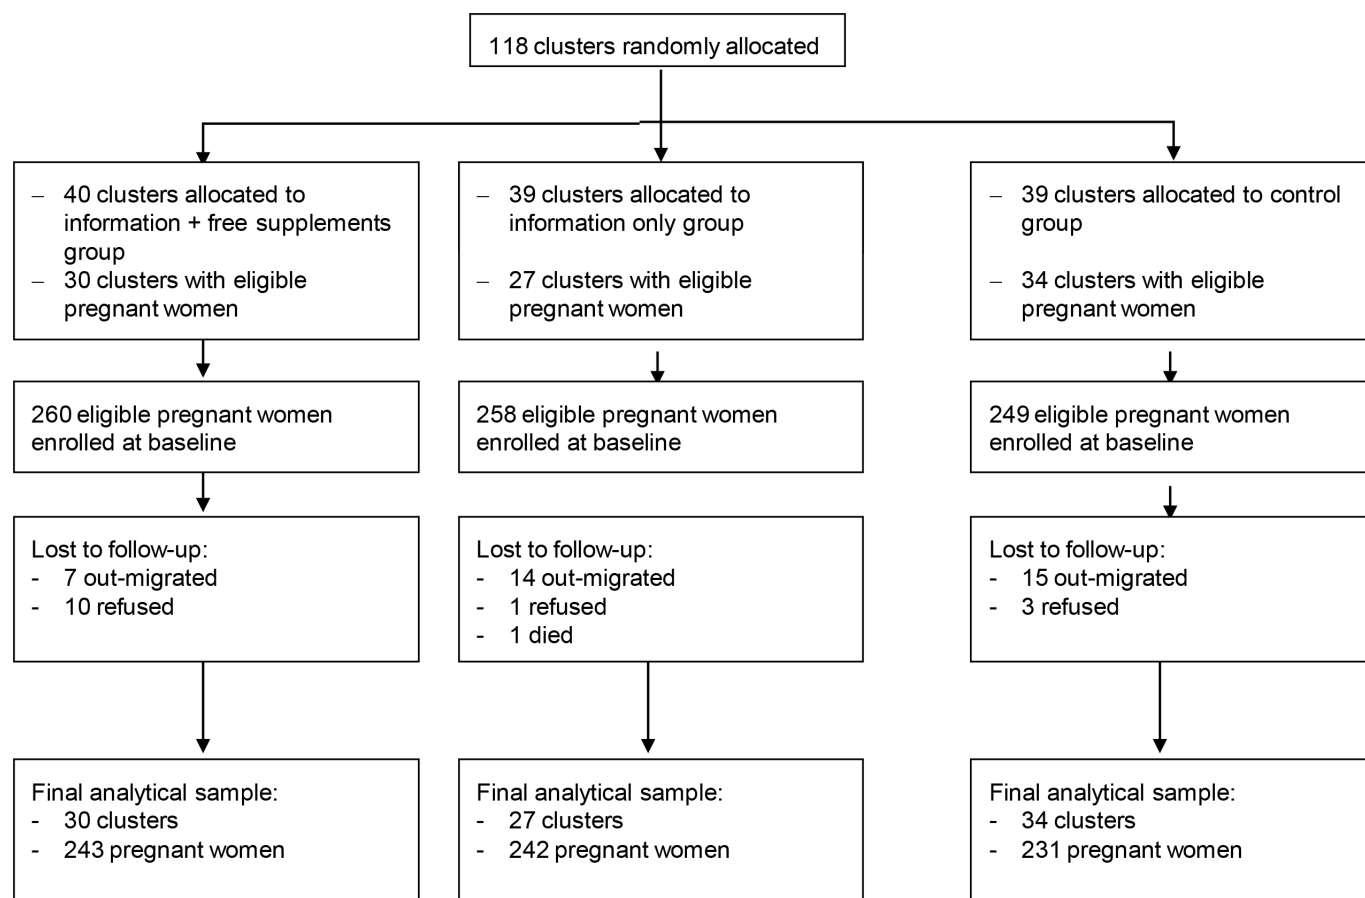 118 clusters randomly allocated
– 40 clusters allocated to
information + free supplements
group
– 30 clusters with eligible
pregnant women
– 39 clusters allocated to
information only group
– 27 clusters with eligible
pregnant women
– 39 clusters allocated to control
group
– 34 clusters with eligible
pregnant women
260 eligible pregnant women
enrolled at baseline
258 eligible pregnant women
enrolled at baseline
249 eligible pregnant women
enrolled at baseline
Lost to follow-up:
- 7 out-migrated
- 10 refused
Lost to follow-up:
- 14 out-migrated
- 1 refused
- 1 died
Lost to follow-up:
- 15 out-migrated
- 3 refused
Final analytical sample:
- 30 clusters
- 243 pregnant women
Final analytical sample:
- 27 clusters
- 242 pregnant women
Final analytical sample:
- 34 clusters
- 231 pregnant women